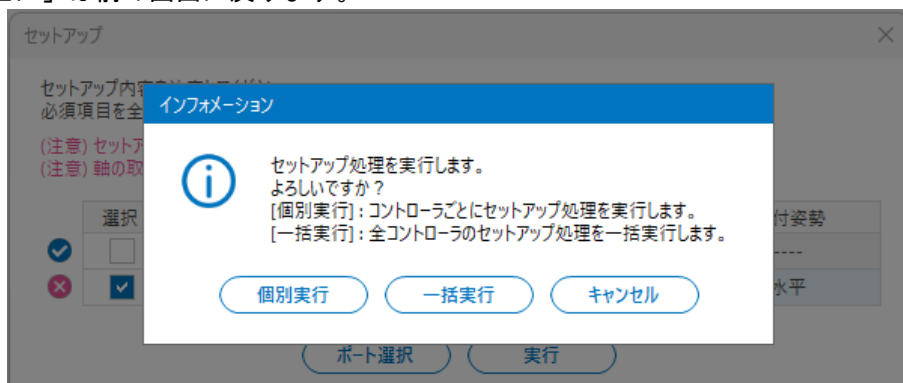 セットアップ
セットアップ内容
必須項目を全
(注意) セットア
(注意) 軸の取
インフォメーション
セットアップ処理を実行します。
よろしいですか？
[個別実行]：コントローラごとにセットアップ処理を実行します。
[一括実行]：全コントローラのセットアップ処理を一括実行します。
個別実行 一括実行 キャンセル
選択 付姿勢
----
水平
ポート選択 実行